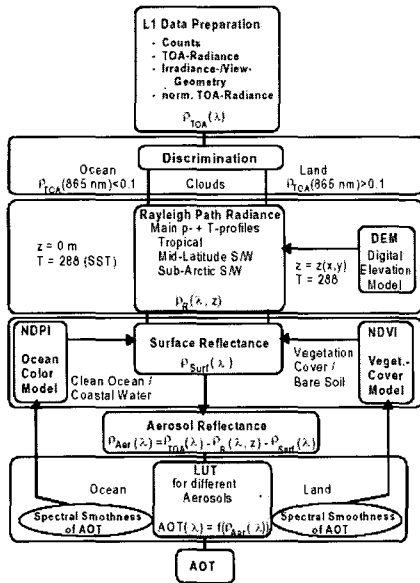 L1 Data Preparation
- Counts
- TOA-Radiance
- Irradiance-/View-
Geometry
- norm. TOA-Radiance
ρTOA(λ)
Discrimination
Ocean
ρTOA(865 nm)<0.1
Clouds
Land
ρTOA(865 nm)>0.1
Rayleigh Path Radiance
Main p- + T-profiles
Tropical
Mid-Latitude S/W
Sub-Arctic S/W
ρR(λ, z)
z = 0 m
T = 288 (SST)
z = z(x,y)
T = 288
DEM
Digital
Elevation
Model
NDPI
Ocean
Color
Model
Surface Reflectance
ρSurf(λ)
NDVI
Veget.-
Cover
Model
Clean Ocean /
Coastal Water
Vegetation
Cover /
Bare Soil
Aerosol Reflectance
ρAer(λ)=ρTOA(λ) - ρR(λ, z) - ρSurf(λ)
LUT
for different
Aerosols
AOT(λ) = f(ρAer(λ))
Ocean
Land
Spectral Smoothness
of AOT
Spectral Smoothness
of AOT
AOT